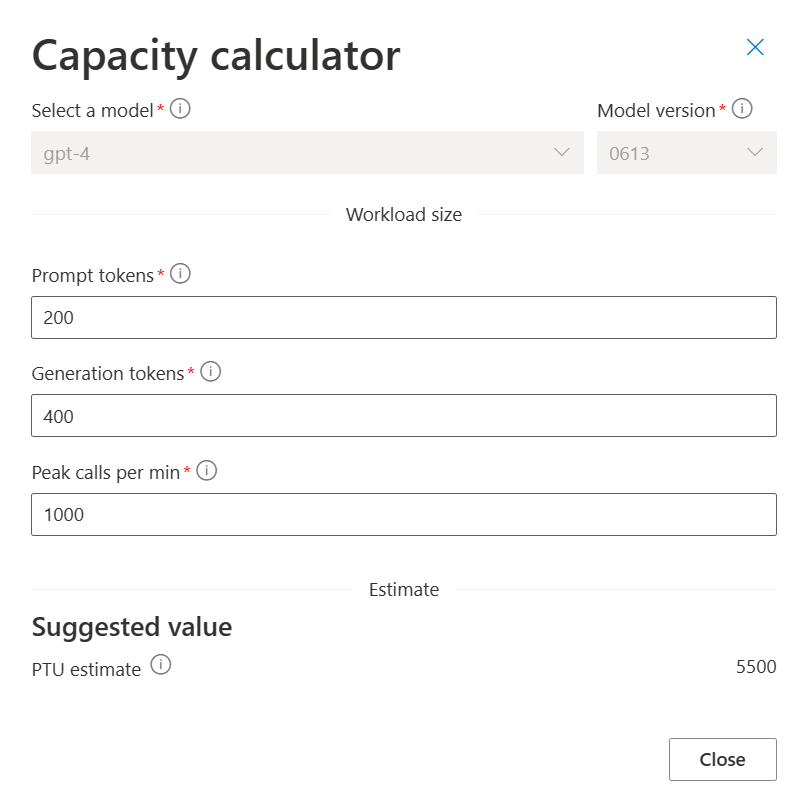 Capacity calculator
Select a model* Model version*
gpt-4 0613
Workload size
Prompt tokens*
200
Generation tokens*
400
Peak calls per min*
1000
Estimate
Suggested value
PTU estimate 5500
Close